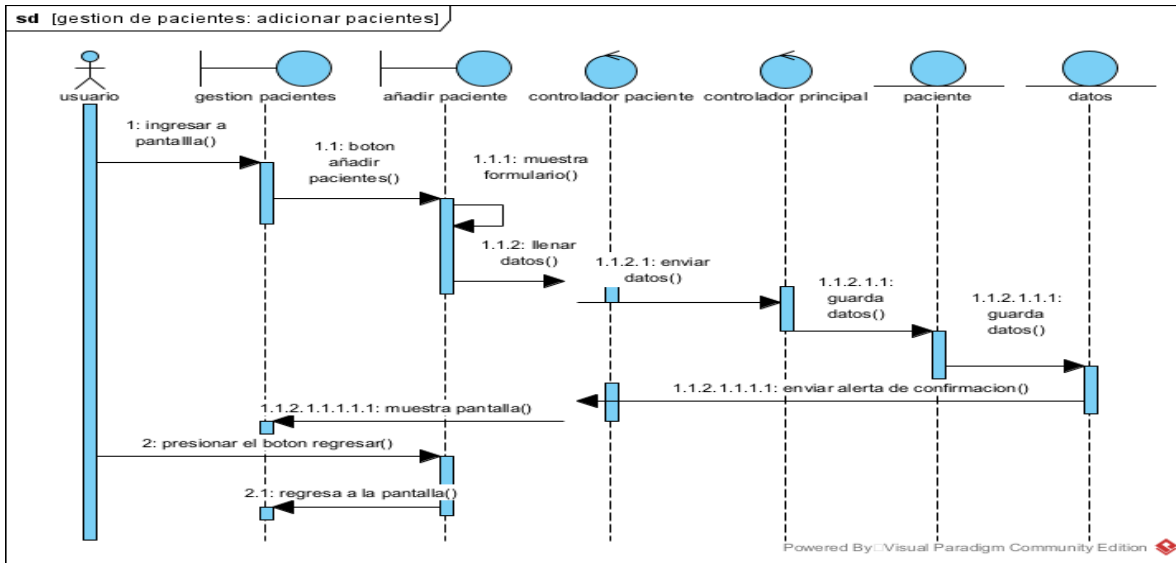 sd [gestion de pacientes: adicionar pacientes]
usuario
gestion pacientes
añadir paciente
controlador paciente
controlador principal
paciente
datos
1: ingresar a
pantallla()
1.1: boton
añadir
pacientes()
1.1.1: muestra
formulario()
1.1.2: llenar
datos()
1.1.2.1: enviar
datos()
1.1.2.1.1:
guarda
datos()
1.1.2.1.1.1:
guarda
datos()
1.1.2.1.1.1.1: enviar alerta de confirmacion()
1.1.2.1.1.1.1.1: muestra pantalla()
2: presionar el boton regresar()
2.1: regresa a la pantalla()
Powered By Visual Paradigm Community Edition